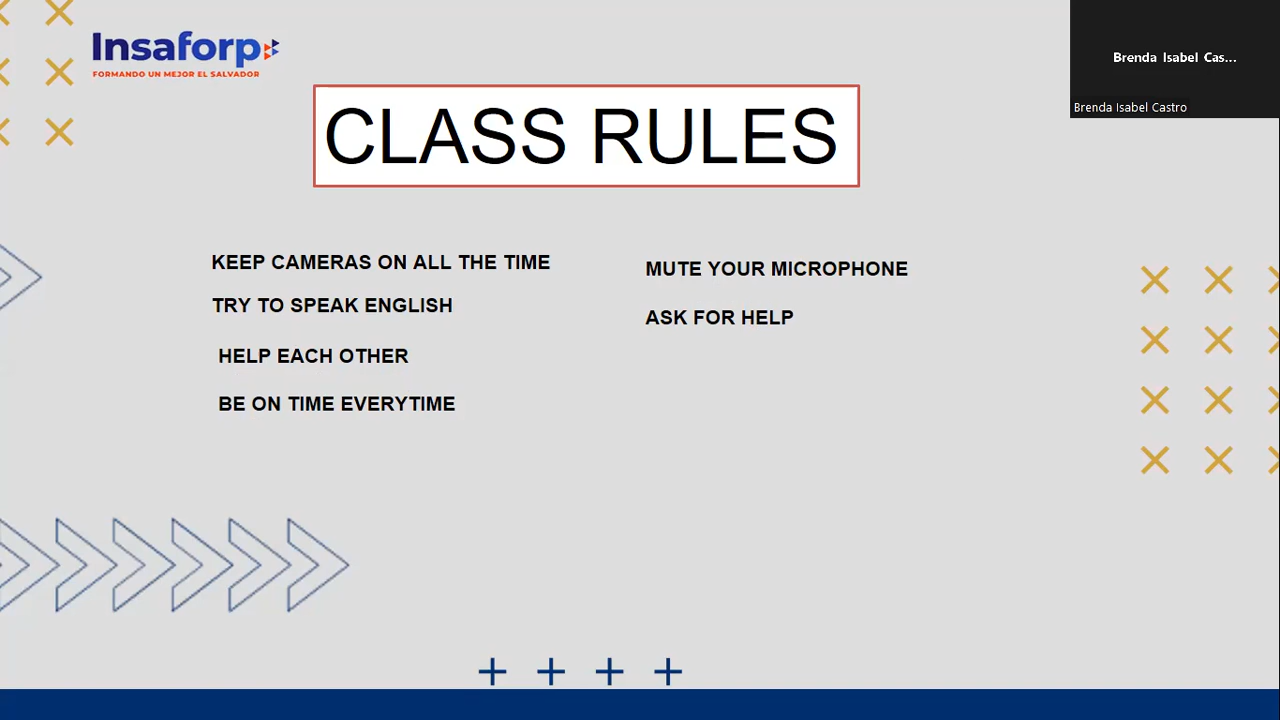 Insaforp
FORMANDO UN MEJOR EL SALVADOR
Brenda Isabel Cas...
Brenda Isabel Castro
CLASS RULES
KEEP CAMERAS ON ALL THE TIME
TRY TO SPEAK ENGLISH
HELP EACH OTHER
BE ON TIME EVERYTIME
MUTE YOUR MICROPHONE
ASK FOR HELP